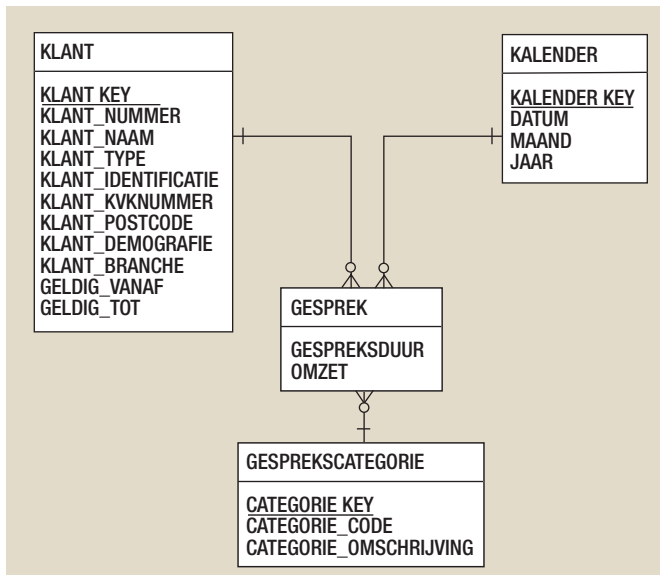 KLANT
KLANT KEY
KLANT_NUMMER
KLANT_NAAM
KLANT_TYPE
KLANT_IDENTIFICATIE
KLANT_KVKNUMMER
KLANT_POSTCODE
KLANT_DEMOGRAFIE
KLANT_BRANCHE
GELDIG_VANAF
GELDIG_TOT
KALENDER
KALENDER KEY
DATUM
MAAND
JAAR
GESPREK
GESPREKSDUUR
OMZET
GESPREKSCATEGORIE
CATEGORIE KEY
CATEGORIE_CODE
CATEGORIE_OMSCHRIJVING